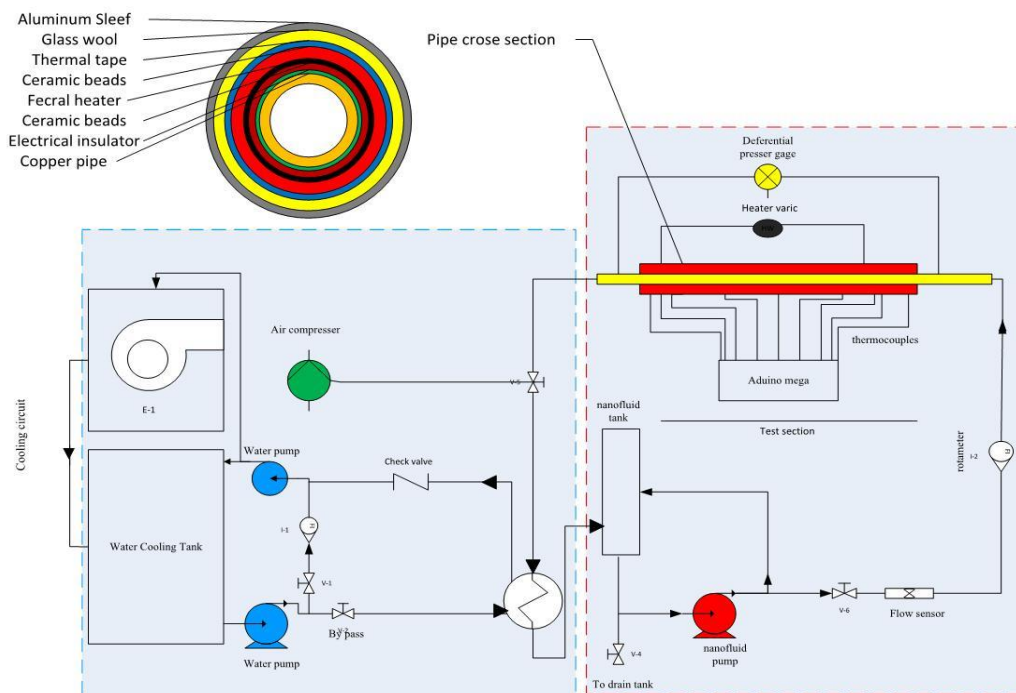 Aluminum Sleef
Glass wool
Thermal tape
Ceramic beads
Fecral heater
Ceramic beads
Electrical insulator
Copper pipe
Pipe crose section
Deferential
presser gage
Heater varic
HW
thermocouples
Aduino mega
Test section
Air compresser
V-5
nanofluid
tank
E-1
Cooling circuit
Water pump
Check valve
rotameter
R
I-2
R
I-1
Water Cooling Tank
V-1
V-2
By pass
V-6
Flow sensor
Water pump
nanofluid
pump
V-4
To drain tank